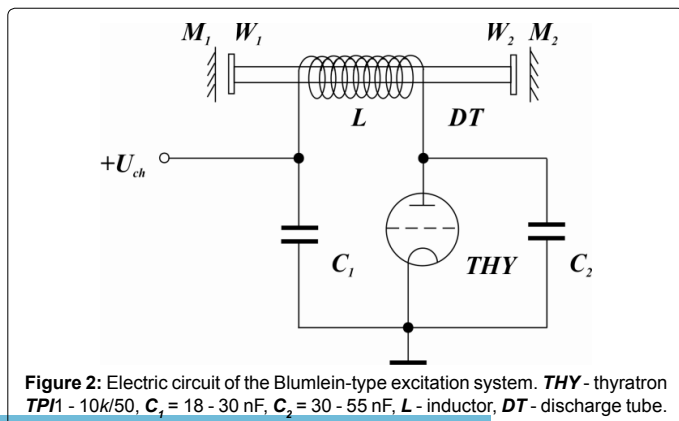 M1 W1 W2 M2
L DT
+Uch
C1 THY C2
Figure 2: Electric circuit of the Blumlein-type excitation system. THY - thyratron
TPI1 - 10k/50, C1 = 18 - 30 nF, C2 = 30 - 55 nF, L - inductor, DT - discharge tube.